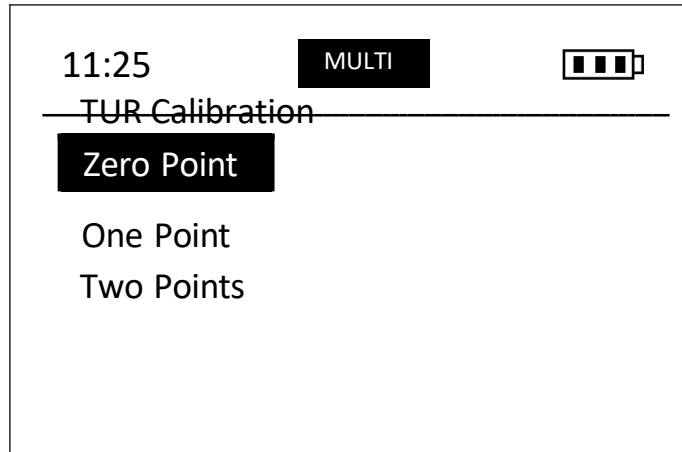 11:25 MULTI
TUR Calibration
Zero Point
One Point
Two Points